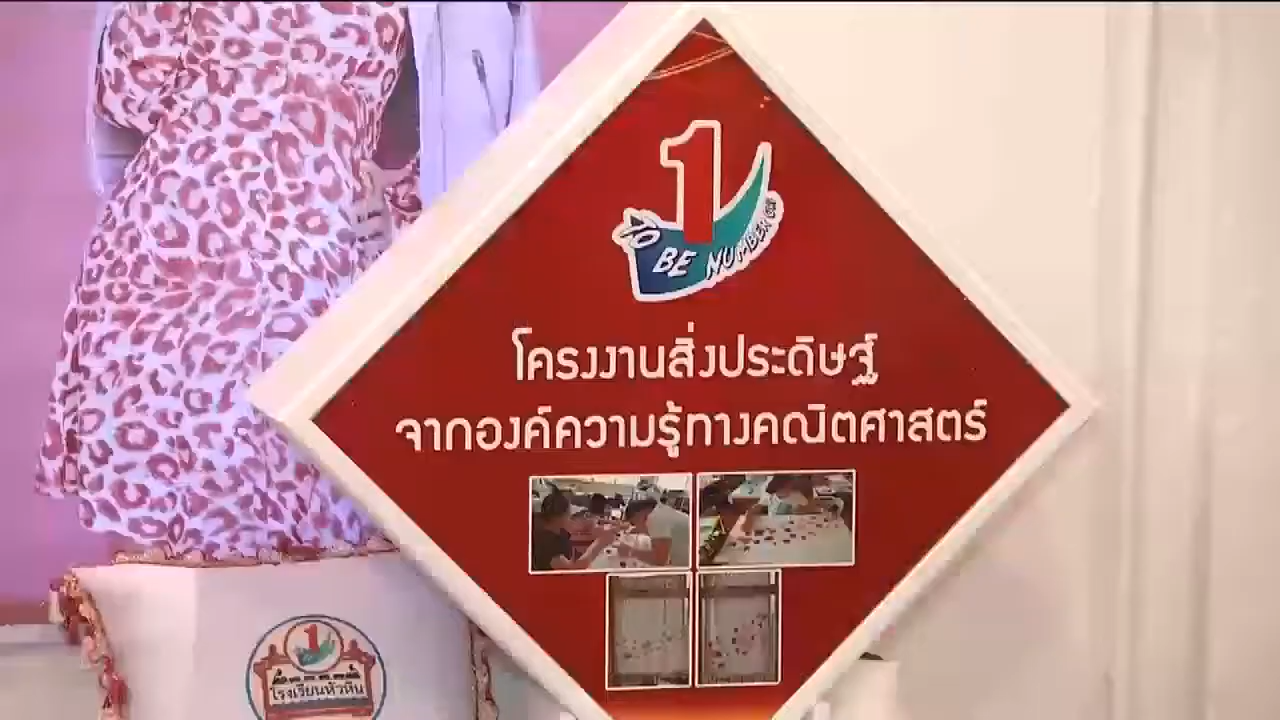 1
TO BE NUMBER ONE
โครงงานสิ่งประดิษฐ์
จากองค์ความรู้ทางคณิตศาสตร์
1
โรงเรียนหัวหิน